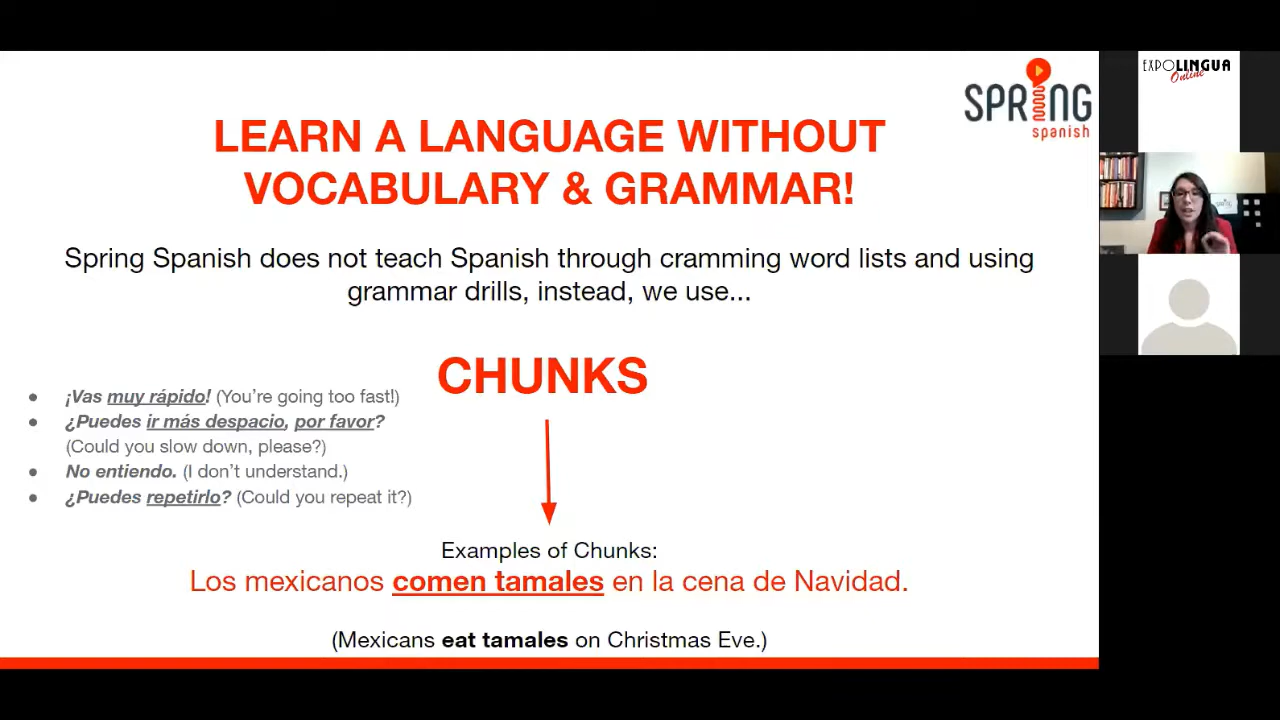 LEARN A LANGUAGE WITHOUT
VOCABULARY & GRAMMAR!
SPRING
spanish
EXPOLINGUA
Online
Spring Spanish does not teach Spanish through cramming word lists and using
grammar drills, instead, we use...
CHUNKS
● ¡Vas muy rápido! (You're going too fast!)
● ¿Puedes ir más despacio, por favor?
(Could you slow down, please?)
● No entiendo. (I don't understand.)
● ¿Puedes repetirlo? (Could you repeat it?)
Examples of Chunks:
Los mexicanos comen tamales en la cena de Navidad.
(Mexicans eat tamales on Christmas Eve.)